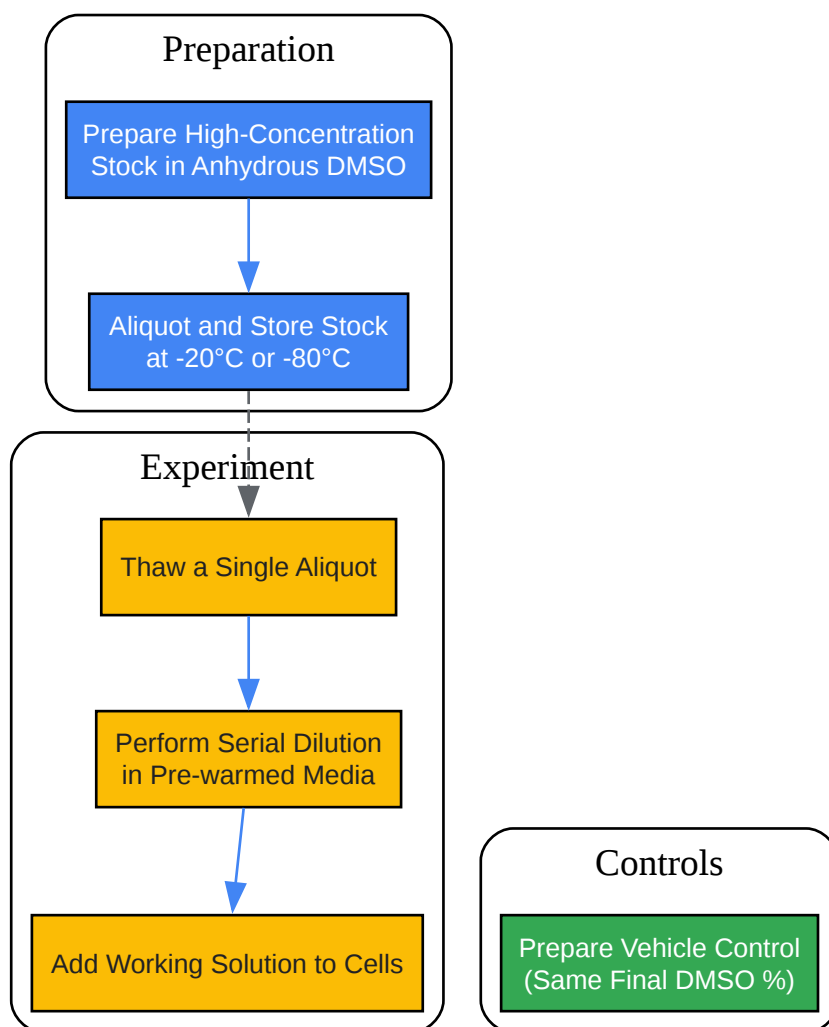 Preparation
Prepare High-Concentration
Stock in Anhydrous DMSO
Aliquot and Store Stock
at -20°C or -80°C
Experiment
Thaw a Single Aliquot
Perform Serial Dilution
in Pre-warmed Media
Add Working Solution to Cells
Controls
Prepare Vehicle Control
(Same Final DMSO %)